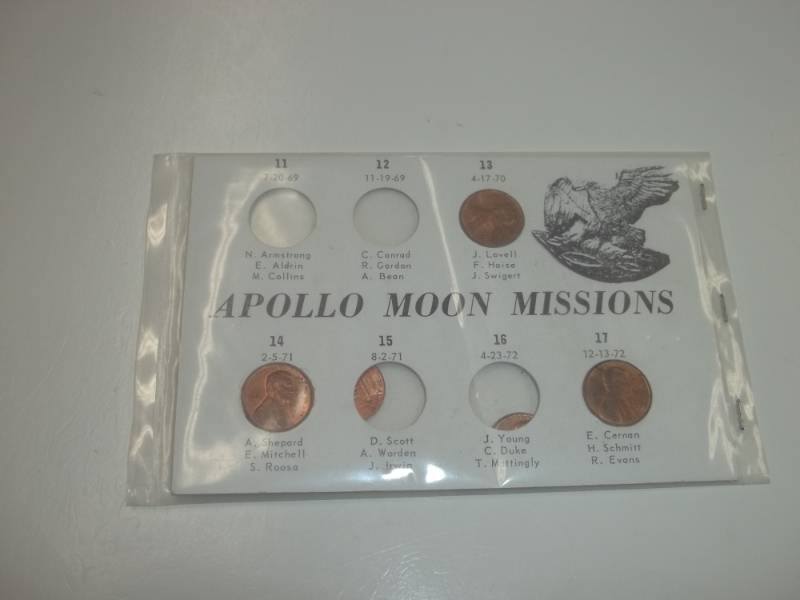 11
7-20-69
N. Armstrong
E. Aldrin
M. Collins
12
11-19-69
C. Conrad
R. Gordon
A. Bean
13
4-17-70
J. Lovell
F. Haise
J. Swigert
APOLLO MOON MISSIONS
14
2-5-71
A. Shepard
E. Mitchell
S. Roosa
15
8-2-71
D. Scott
A. Worden
J. Irwin
16
4-23-72
J. Young
C. Duke
T. Mattingly
17
12-13-72
E. Cernan
H. Schmitt
R. Evans